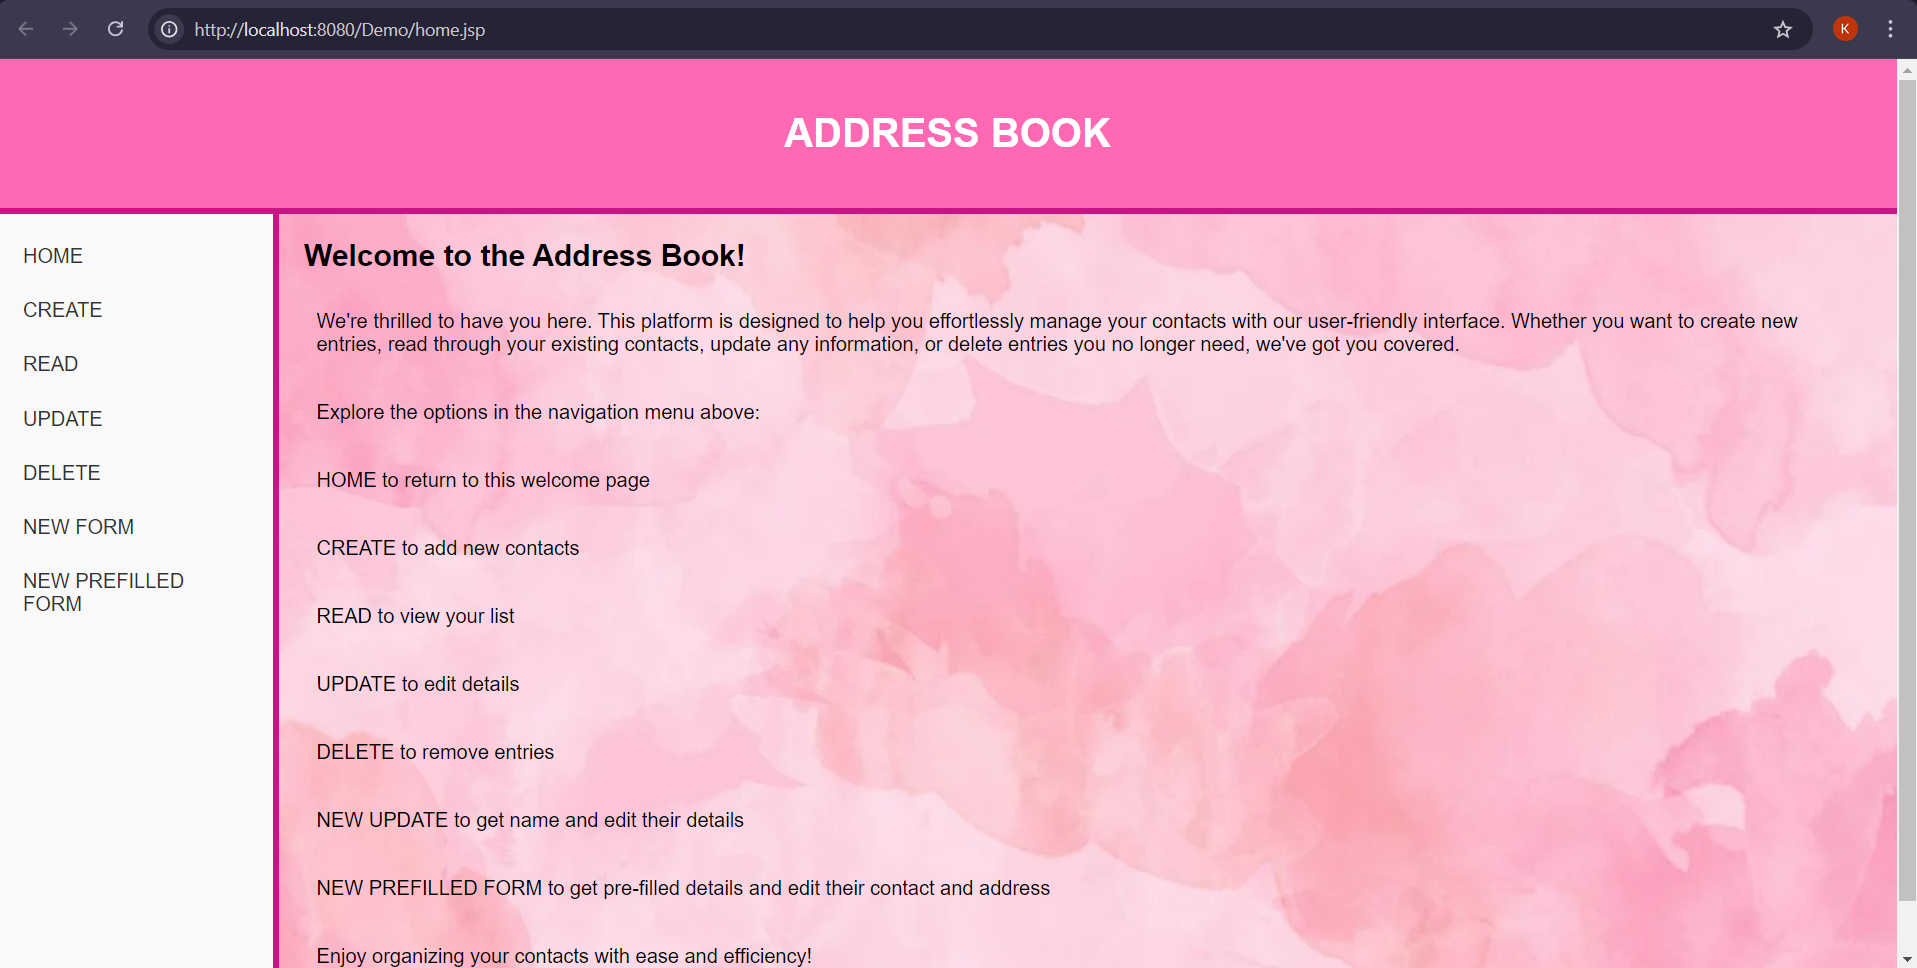 http://localhost:8080/Demo/home.jsp
K
ADDRESS BOOK
HOME
CREATE
READ
UPDATE
DELETE
NEW FORM
NEW PREFILLED
FORM
Welcome to the Address Book!
We're thrilled to have you here. This platform is designed to help you effortlessly manage your contacts with our user-friendly interface. Whether you want to create new
entries, read through your existing contacts, update any information, or delete entries you no longer need, we've got you covered.
Explore the options in the navigation menu above:
HOME to return to this welcome page
CREATE to add new contacts
READ to view your list
UPDATE to edit details
DELETE to remove entries
NEW UPDATE to get name and edit their details
NEW PREFILLED FORM to get pre-filled details and edit their contact and address
Enjoy organizing your contacts with ease and efficiency!